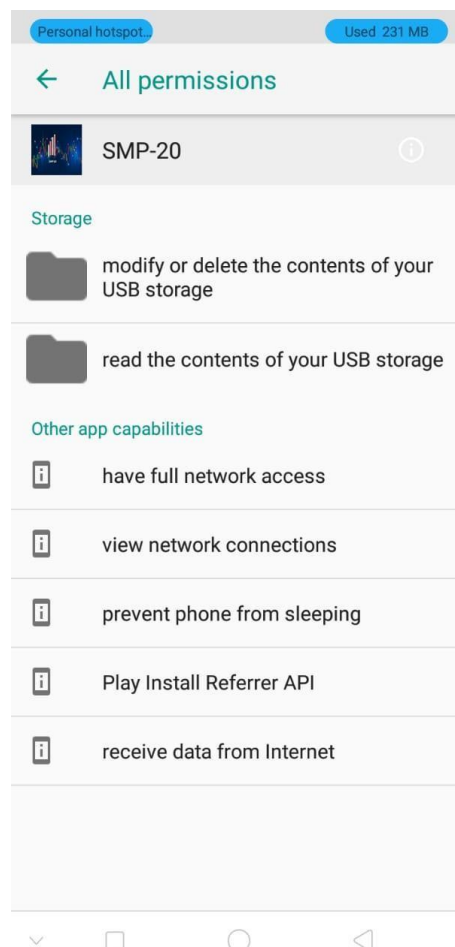 Personal hotspot...
Used 231 MB
All permissions
SMP-20
Storage
modify or delete the contents of your
USB storage
read the contents of your USB storage
Other app capabilities
have full network access
view network connections
prevent phone from sleeping
Play Install Referrer API
receive data from Internet